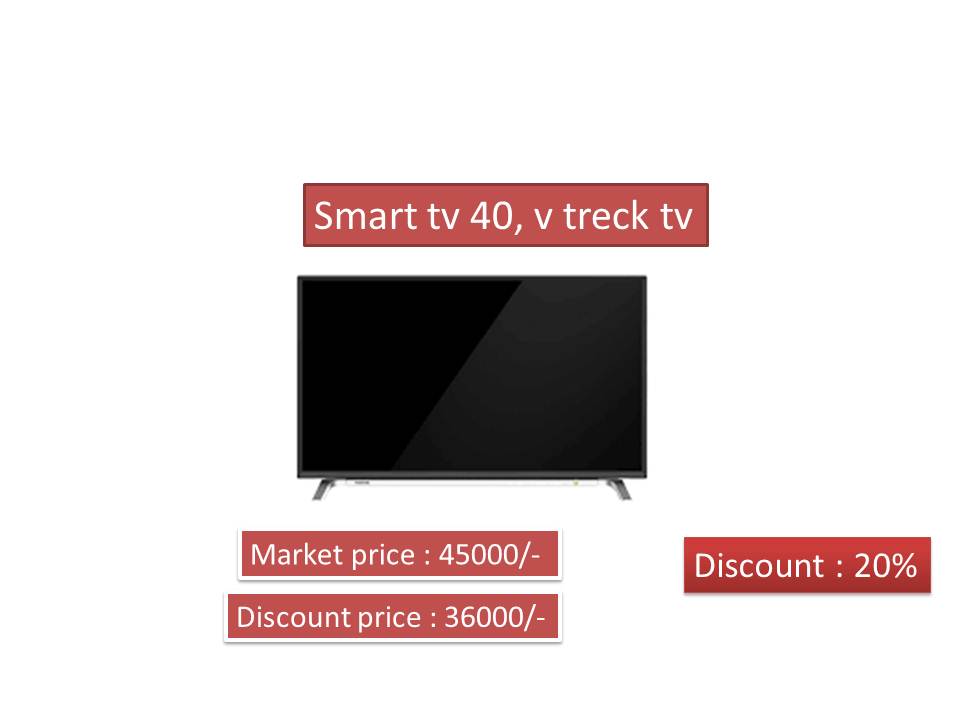 Smart tv 40, v treck tv
Market price : 45000/-
Discount price : 36000/-
Discount : 20%